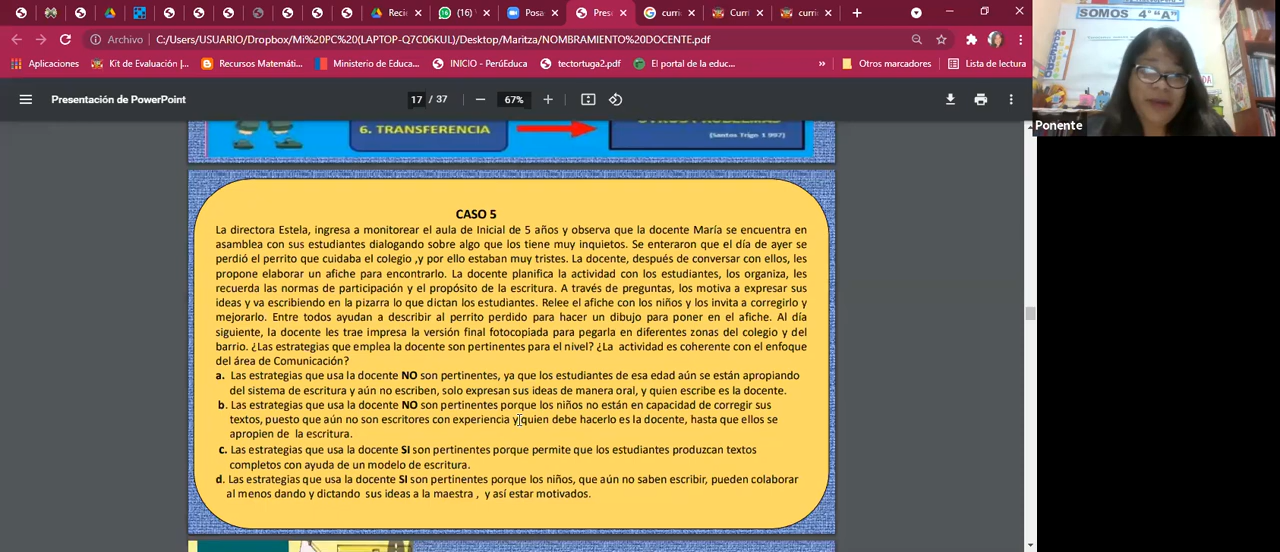 Recie
(16)
Posa
Pres
curri
Curri
curri
Archivo
C:/Users/USUARIO/Dropbox/Mi%20PC%20(LAPTOP-Q7C06KUL)/Desktop/Maritza/NOMBRAMIENTO%20DOCENTE.pdf
Aplicaciones
Kit de Evaluación |...
Recursos Matemáti...
Ministerio de Educa...
INICIO - PerúEduca
tectortuga2.pdf
El portal de la educ...
»
Otros marcadores
Lista de lectura
Presentación de PowerPoint
17 / 37
67%
SOMOS 4° "A"
Ponente
6. TRANSFERENCIA
OTROS PROBLEMAS
(Santos Trigo 1 997)
CASO 5
La directora Estela, ingresa a monitorear el aula de Inicial de 5 años y observa que la docente María se encuentra en
asamblea con sus estudiantes dialogando sobre algo que los tiene muy inquietos. Se enteraron que el día de ayer se
perdió el perrito que cuidaba el colegio ,y por ello estaban muy tristes. La docente, después de conversar con ellos, les
propone elaborar un afiche para encontrarlo. La docente planifica la actividad con los estudiantes, los organiza, les
recuerda las normas de participación y el propósito de la escritura. A través de preguntas, los motiva a expresar sus
ideas y va escribiendo en la pizarra lo que dictan los estudiantes. Relee el afiche con los niños y los invita a corregirlo y
mejorarlo. Entre todos ayudan a describir al perrito perdido para hacer un dibujo para poner en el afiche. Al día
siguiente, la docente les trae impresa la versión final fotocopiada para pegarla en diferentes zonas del colegio y del
barrio. ¿Las estrategias que emplea la docente son pertinentes para el nivel? ¿La actividad es coherente con el enfoque
del área de Comunicación?
a. Las estrategias que usa la docente NO son pertinentes, ya que los estudiantes de esa edad aún se están apropiando
del sistema de escritura y aún no escriben, solo expresan sus ideas de manera oral, y quien escribe es la docente.
b. Las estrategias que usa la docente NO son pertinentes porque los niños no están en capacidad de corregir sus
textos, puesto que aún no son escritores con experiencia y quien debe hacerlo es la docente, hasta que ellos se
apropien de la escritura.
c. Las estrategias que usa la docente SI son pertinentes porque permite que los estudiantes produzcan textos
completos con ayuda de un modelo de escritura.
d. Las estrategias que usa la docente SI son pertinentes porque los niños, que aún no saben escribir, pueden colaborar
al menos dando y dictando sus ideas a la maestra , y así estar motivados.